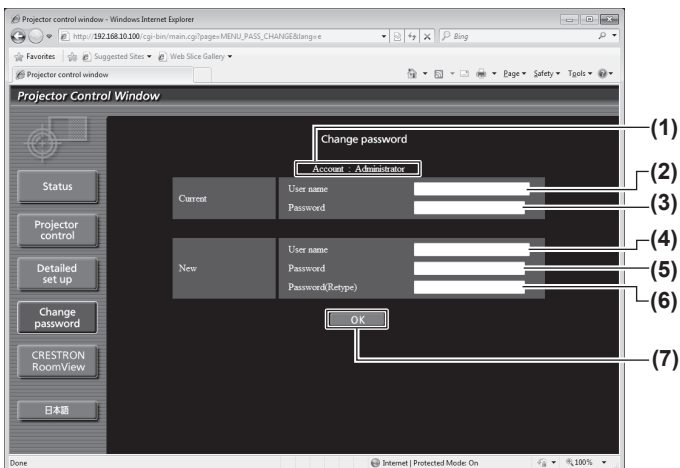 Projector control window - Windows Internet Explorer
http://192.168.10.100/cgi-bin/main.cgi?page=MENU_PASS_CHANGE&lang=e
Bing
Favorites Suggested Sites Web Slice Gallery
Projector control window
Page Safety Tools
Projector Control Window
Change password
(1)
Account : Administrator
Status
Current
User name
(2)
Password
(3)
Projector
control
New
User name
(4)
Password
(5)
Password(Retype)
(6)
Detailed
set up
Change
password
OK
(7)
CRESTRON
RoomView
日本語
Done
Internet | Protected Mode: On
100%